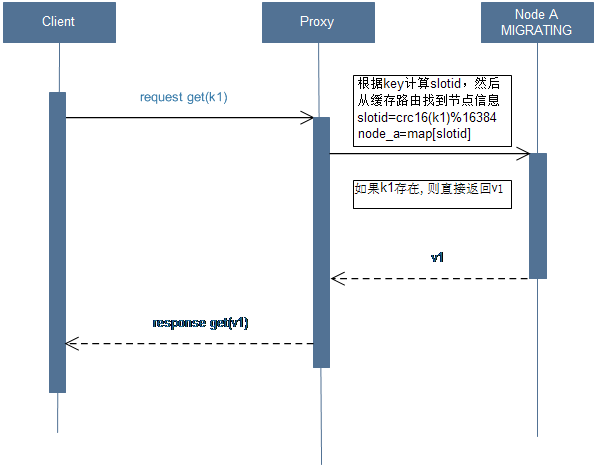 Client
Proxy
Node A
MIGRATING
request get(k1)
根据key计算slotid，然后
从缓存路由找到节点信息
slotid=crc16(k1)%16384
node_a=map[slotid]
如果k1存在,则直接返回v1
v1
response get(v1)